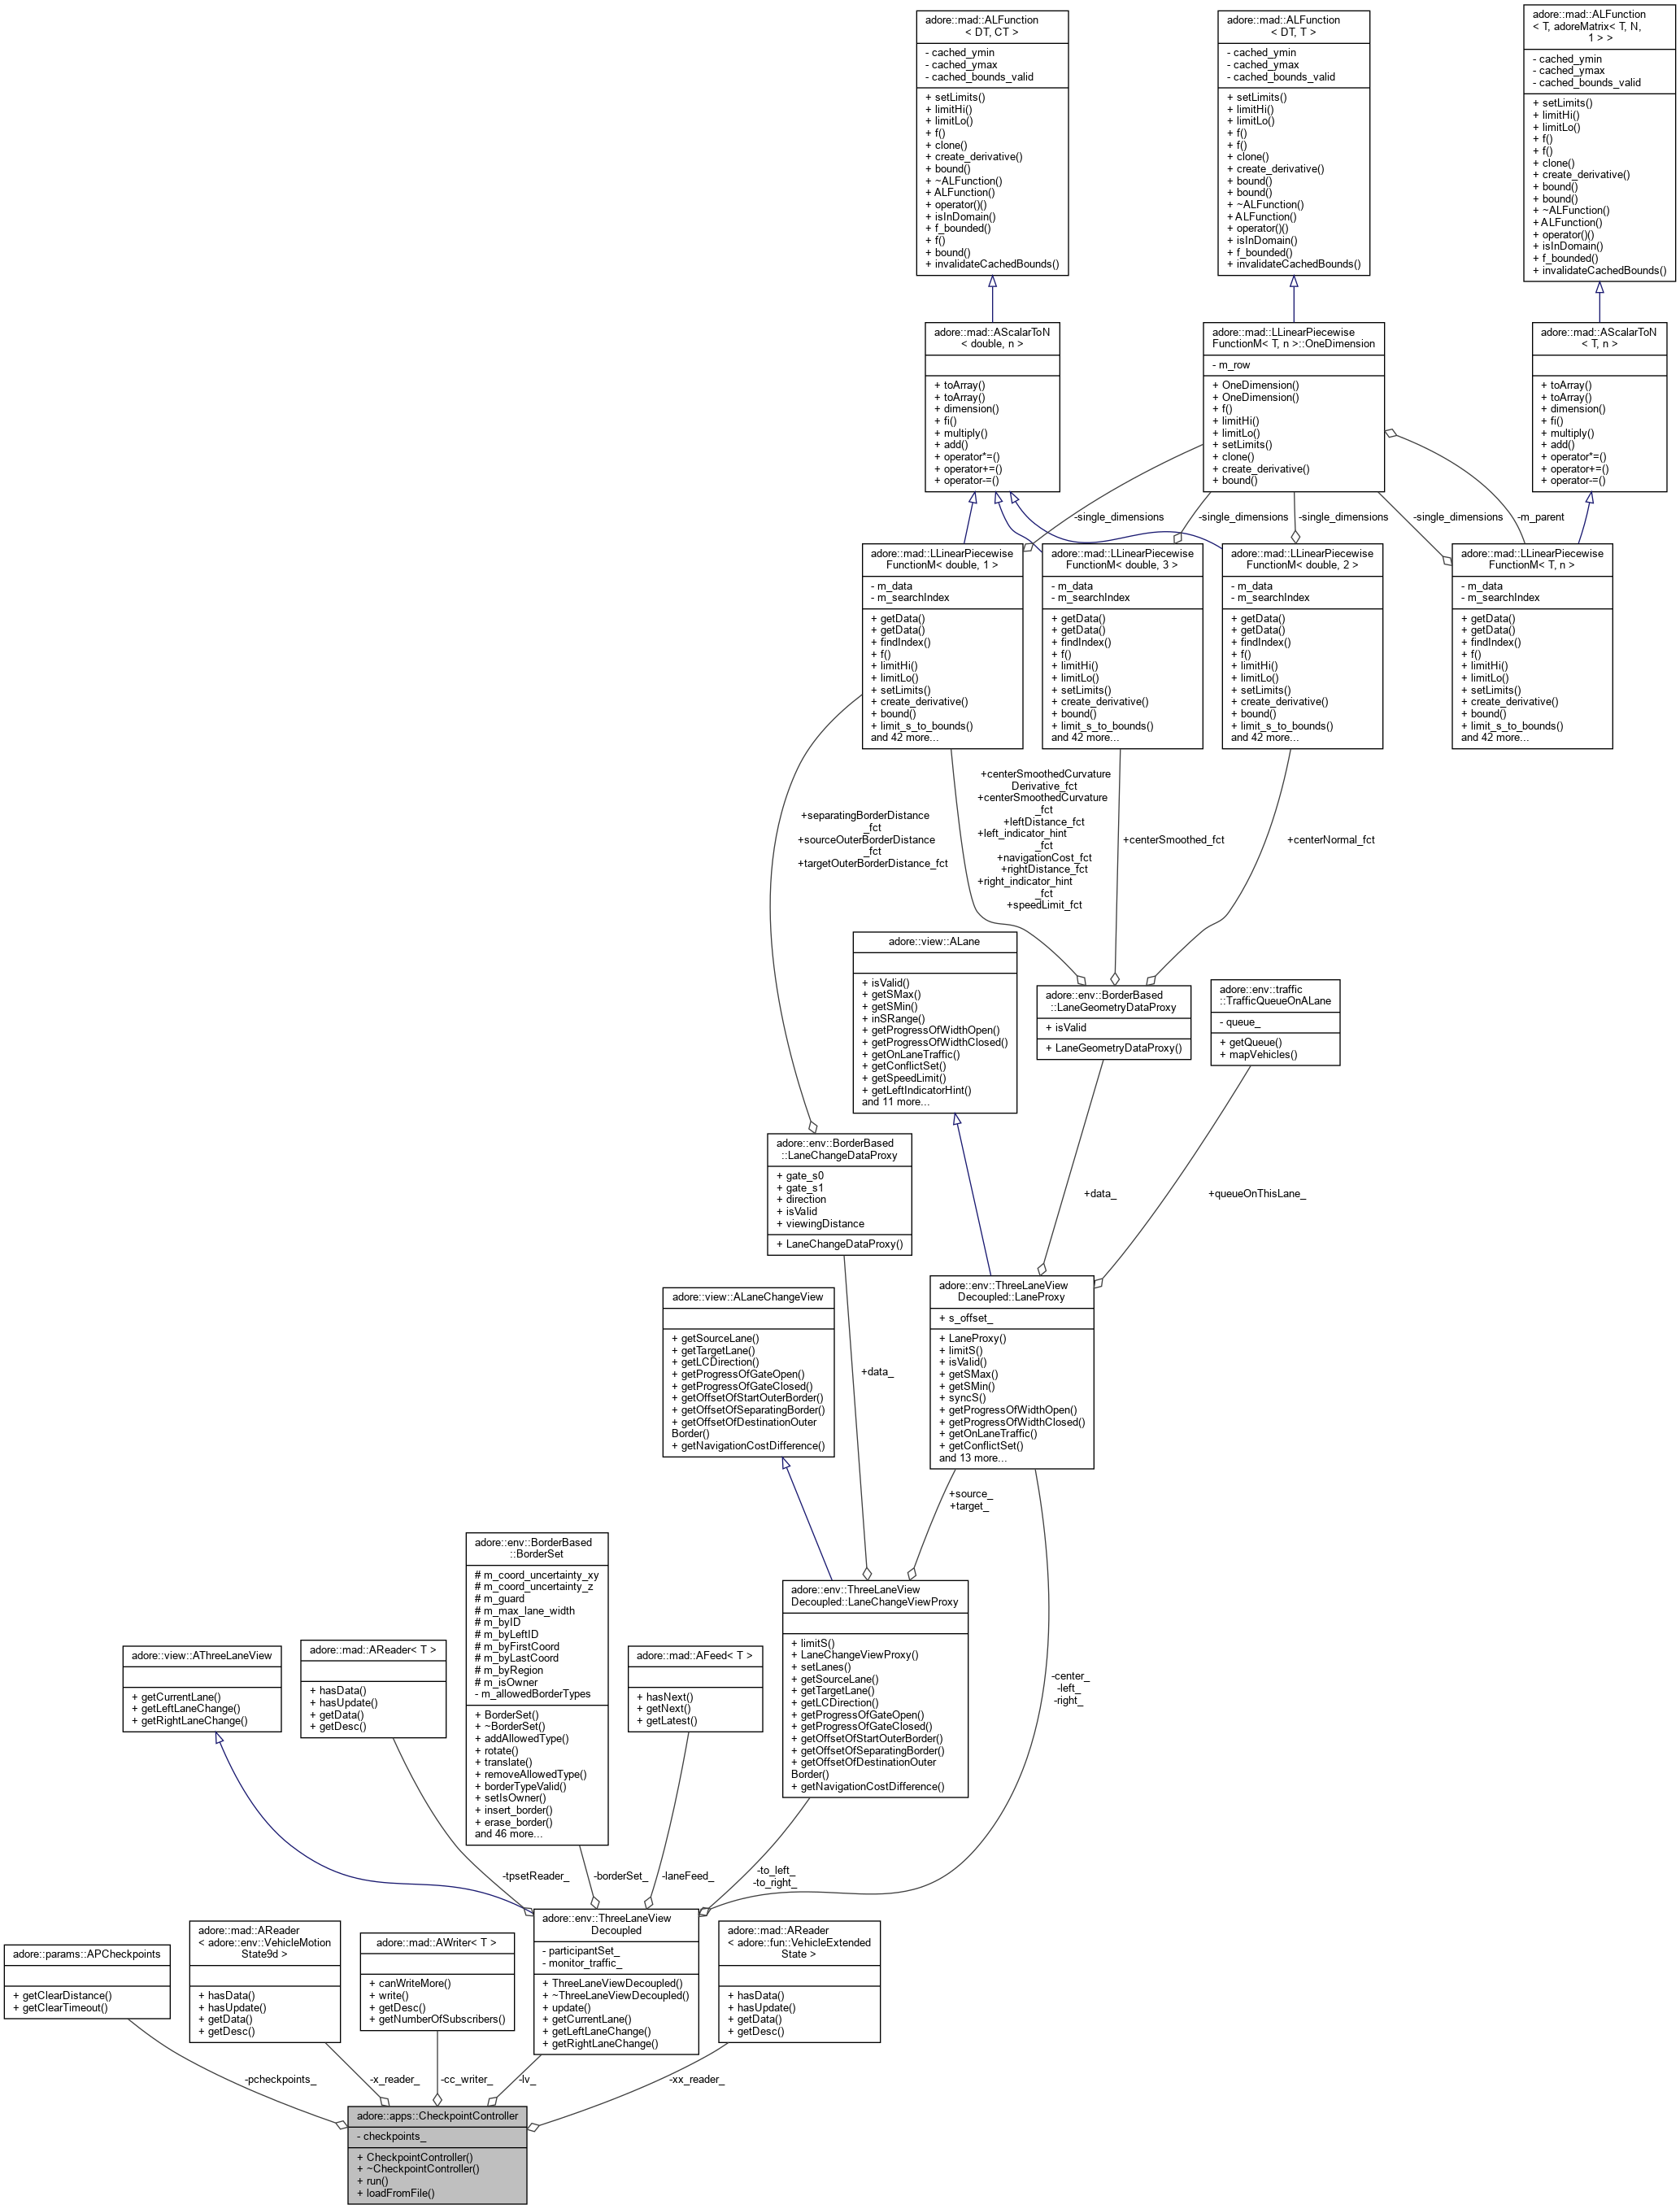 adore::mad::ALFunction
< DT, CT >
- cached_ymin
- cached_ymax
- cached_bounds_valid
+ setLimits()
+ limitHi()
+ limitLo()
+ f()
+ clone()
+ create_derivative()
+ bound()
+ ~ALFunction()
+ ALFunction()
+ operator()()
+ isInDomain()
+ f_bounded()
+ f()
+ bound()
+ invalidateCachedBounds()
adore::mad::ALFunction
< DT, T >
- cached_ymin
- cached_ymax
- cached_bounds_valid
+ setLimits()
+ limitHi()
+ limitLo()
+ f()
+ f()
+ clone()
+ create_derivative()
+ bound()
+ bound()
+ ~ALFunction()
+ ALFunction()
+ operator()()
+ isInDomain()
+ f_bounded()
+ invalidateCachedBounds()
adore::mad::ALFunction
< T, adoreMatrix< T, N,
1 > >
- cached_ymin
- cached_ymax
- cached_bounds_valid
+ setLimits()
+ limitHi()
+ limitLo()
+ f()
+ f()
+ clone()
+ create_derivative()
+ bound()
+ bound()
+ ~ALFunction()
+ ALFunction()
+ operator()()
+ isInDomain()
+ f_bounded()
+ invalidateCachedBounds()
adore::mad::AScalarToN
< double, n >
+ toArray()
+ toArray()
+ dimension()
+ fi()
+ multiply()
+ add()
+ operator*=()
+ operator+=()
+ operator-=()
adore::mad::LLinearPiecewise
FunctionM< T, n >::OneDimension
- m_row
+ OneDimension()
+ OneDimension()
+ f()
+ limitHi()
+ limitLo()
+ setLimits()
+ clone()
+ create_derivative()
+ bound()
adore::mad::AScalarToN
< T, n >
+ toArray()
+ toArray()
+ dimension()
+ fi()
+ multiply()
+ add()
+ operator*=()
+ operator+=()
+ operator-=()
-single_dimensions
-single_dimensions
-single_dimensions
-single_dimensions
-m_parent
adore::mad::LLinearPiecewise
FunctionM< double, 1 >
- m_data
- m_searchIndex
+ getData()
+ getData()
+ findIndex()
+ f()
+ limitHi()
+ limitLo()
+ setLimits()
+ create_derivative()
+ bound()
+ limit_s_to_bounds()
and 42 more...
adore::mad::LLinearPiecewise
FunctionM< double, 3 >
- m_data
- m_searchIndex
+ getData()
+ getData()
+ findIndex()
+ f()
+ limitHi()
+ limitLo()
+ setLimits()
+ create_derivative()
+ bound()
+ limit_s_to_bounds()
and 42 more...
adore::mad::LLinearPiecewise
FunctionM< double, 2 >
- m_data
- m_searchIndex
+ getData()
+ getData()
+ findIndex()
+ f()
+ limitHi()
+ limitLo()
+ setLimits()
+ create_derivative()
+ bound()
+ limit_s_to_bounds()
and 42 more...
adore::mad::LLinearPiecewise
FunctionM< T, n >
- m_data
- m_searchIndex
+ getData()
+ getData()
+ findIndex()
+ f()
+ limitHi()
+ limitLo()
+ setLimits()
+ create_derivative()
+ bound()
+ limit_s_to_bounds()
and 42 more...
+separatingBorderDistance
_fct
+sourceOuterBorderDistance
_fct
+targetOuterBorderDistance_fct
+centerSmoothedCurvature
Derivative_fct
+centerSmoothedCurvature
_fct
+leftDistance_fct
+left_indicator_hint
_fct
+navigationCost_fct
+rightDistance_fct
+right_indicator_hint
_fct
+speedLimit_fct
+centerSmoothed_fct
+centerNormal_fct
adore::view::ALane
+ isValid()
+ getSMax()
+ getSMin()
+ inSRange()
+ getProgressOfWidthOpen()
+ getProgressOfWidthClosed()
+ getOnLaneTraffic()
+ getConflictSet()
+ getSpeedLimit()
+ getLeftIndicatorHint()
and 11 more...
adore::env::BorderBased
::LaneGeometryDataProxy
+ isValid
+ LaneGeometryDataProxy()
adore::env::traffic
::TrafficQueueOnALane
- queue_
+ getQueue()
+ mapVehicles()
adore::env::BorderBased
::LaneChangeDataProxy
+ gate_s0
+ gate_s1
+ direction
+ isValid
+ viewingDistance
+ LaneChangeDataProxy()
+data_
+queueOnThisLane_
adore::view::ALaneChangeView
+ getSourceLane()
+ getTargetLane()
+ getLCDirection()
+ getProgressOfGateOpen()
+ getProgressOfGateClosed()
+ getOffsetOfStartOuterBorder()
+ getOffsetOfSeparatingBorder()
+ getOffsetOfDestinationOuter
Border()
+ getNavigationCostDifference()
+data_
adore::env::ThreeLaneView
Decoupled::LaneProxy
+ s_offset_
+ LaneProxy()
+ limitS()
+ isValid()
+ getSMax()
+ getSMin()
+ syncS()
+ getProgressOfWidthOpen()
+ getProgressOfWidthClosed()
+ getOnLaneTraffic()
+ getConflictSet()
and 13 more...
+source_
+target_
adore::view::AThreeLaneView
+ getCurrentLane()
+ getLeftLaneChange()
+ getRightLaneChange()
adore::mad::AReader< T >
+ hasData()
+ hasUpdate()
+ getData()
+ getDesc()
adore::env::BorderBased
::BorderSet
# m_coord_uncertainty_xy
# m_coord_uncertainty_z
# m_guard
# m_max_lane_width
# m_byID
# m_byLeftID
# m_byFirstCoord
# m_byLastCoord
# m_byRegion
# m_isOwner
- m_allowedBorderTypes
+ BorderSet()
+ ~BorderSet()
+ addAllowedType()
+ rotate()
+ translate()
+ removeAllowedType()
+ borderTypeValid()
+ setIsOwner()
+ insert_border()
+ erase_border()
and 46 more...
adore::mad::AFeed< T >
+ hasNext()
+ getNext()
+ getLatest()
adore::env::ThreeLaneView
Decoupled::LaneChangeViewProxy
+ limitS()
+ LaneChangeViewProxy()
+ setLanes()
+ getSourceLane()
+ getTargetLane()
+ getLCDirection()
+ getProgressOfGateOpen()
+ getProgressOfGateClosed()
+ getOffsetOfStartOuterBorder()
+ getOffsetOfSeparatingBorder()
+ getOffsetOfDestinationOuter
Border()
+ getNavigationCostDifference()
-center_
-left_
-right_
-tpsetReader_
-borderSet_
-laneFeed_
-to_left_
-to_right_
adore::params::APCheckpoints
+ getClearDistance()
+ getClearTimeout()
adore::mad::AReader
< adore::env::VehicleMotion
State9d >
+ hasData()
+ hasUpdate()
+ getData()
+ getDesc()
adore::mad::AWriter< T >
+ canWriteMore()
+ write()
+ getDesc()
+ getNumberOfSubscribers()
adore::env::ThreeLaneView
Decoupled
- participantSet_
- monitor_traffic_
+ ThreeLaneViewDecoupled()
+ ~ThreeLaneViewDecoupled()
+ update()
+ getCurrentLane()
+ getLeftLaneChange()
+ getRightLaneChange()
adore::mad::AReader
< adore::fun::VehicleExtended
State >
+ hasData()
+ hasUpdate()
+ getData()
+ getDesc()
-pcheckpoints_
-x_reader_
-cc_writer_
-lv_
-xx_reader_
adore::apps::CheckpointController
- checkpoints_
+ CheckpointController()
+ ~CheckpointController()
+ run()
+ loadFromFile()